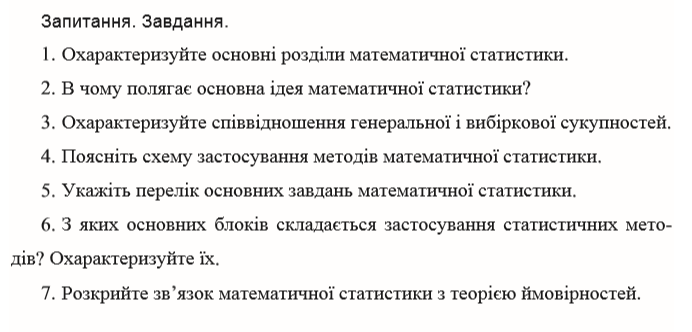 Запитання. Завдання.
1. Охарактеризуйте основні розділи математичної статистики.
2. В чому полягає основна ідея математичної статистики?
3. Охарактеризуйте співвідношення генеральної і вибіркової сукупностей.
4. Поясніть схему застосування методів математичної статистики.
5. Укажіть перелік основних завдань математичної статистики.
6. З яких основних блоків складається застосування статистичних мето-
дів? Охарактеризуйте їх.
7. Розкрийте зв’язок математичної статистики з теорією ймовірностей.